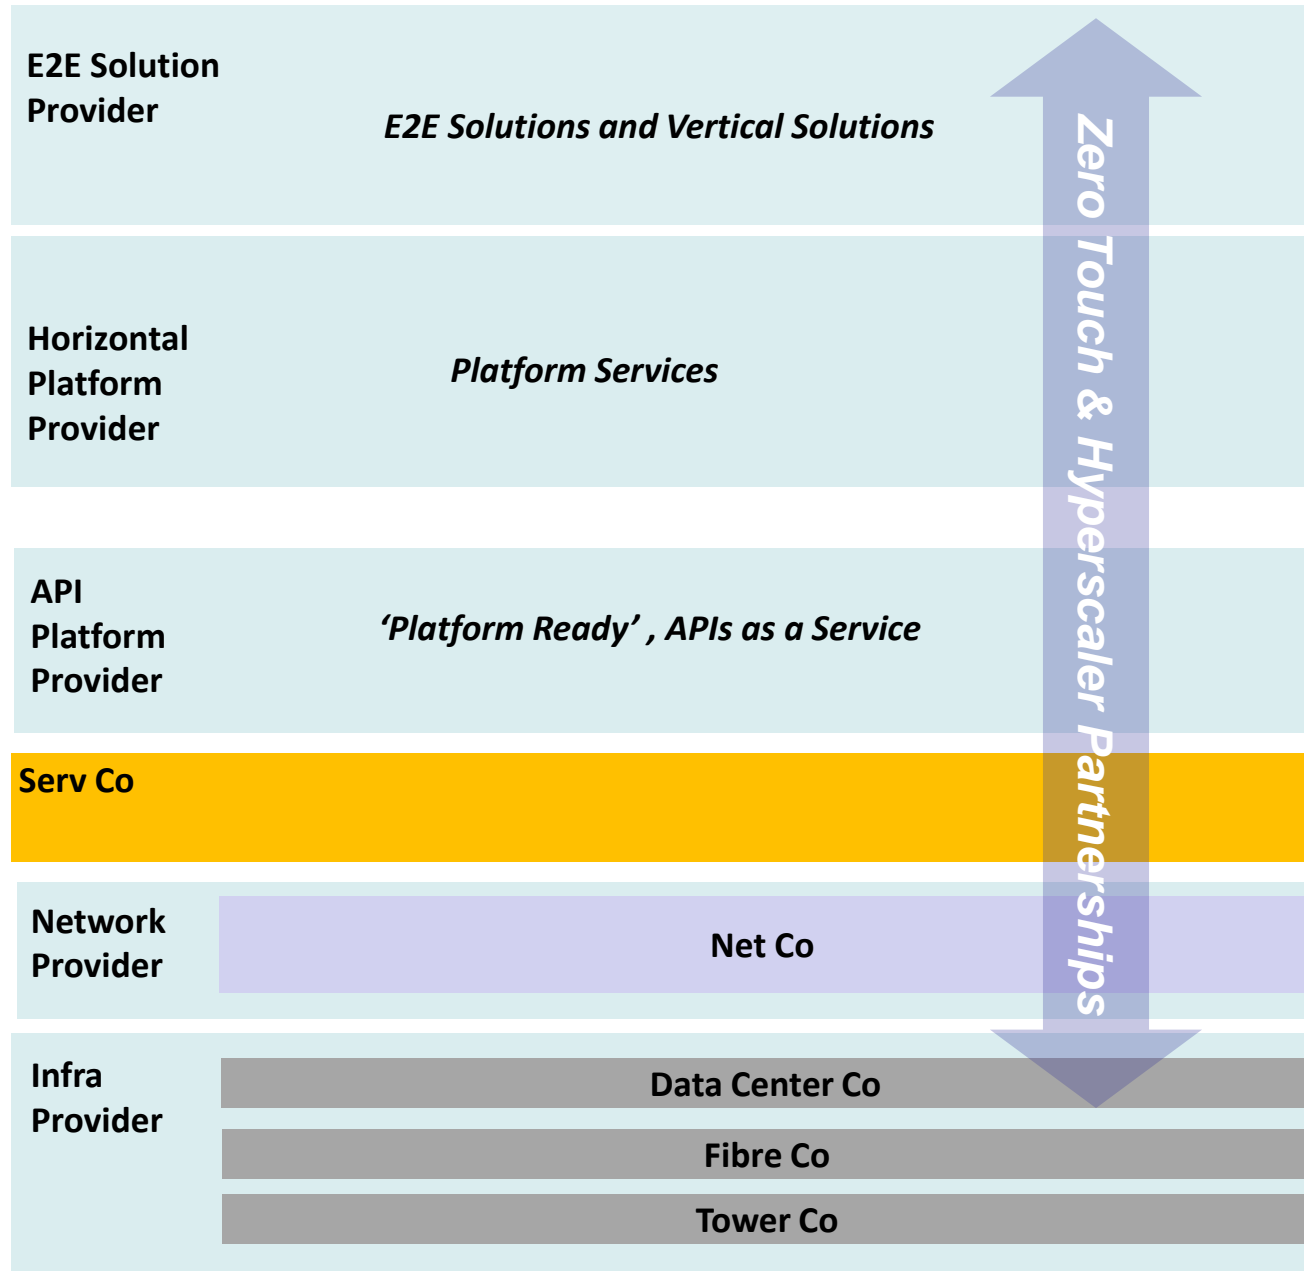 E2E Solution
Provider
E2E Solutions and Vertical Solutions
Horizontal
Platform
Provider
Platform Services
API
Platform
Provider
‘Platform Ready’ , APIs as a Service
Serv Co
Network
Provider
Net Co
Infra
Provider
Data Center Co
Fibre Co
Tower Co
Zero Touch & Hyperscaler Partnerships